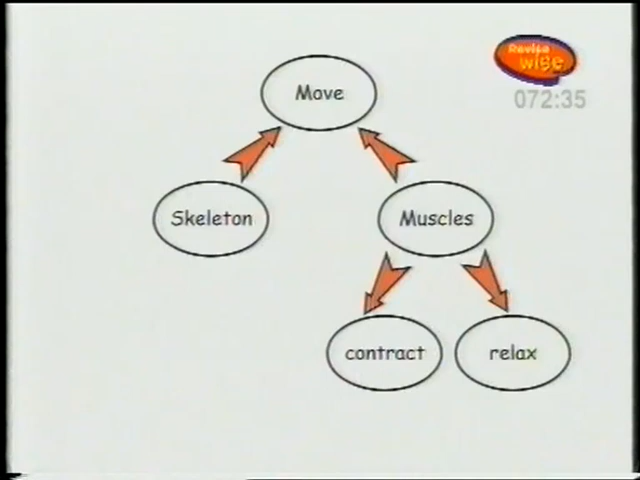 Revise
wise
072:35
Move
Skeleton
Muscles
contract
relax